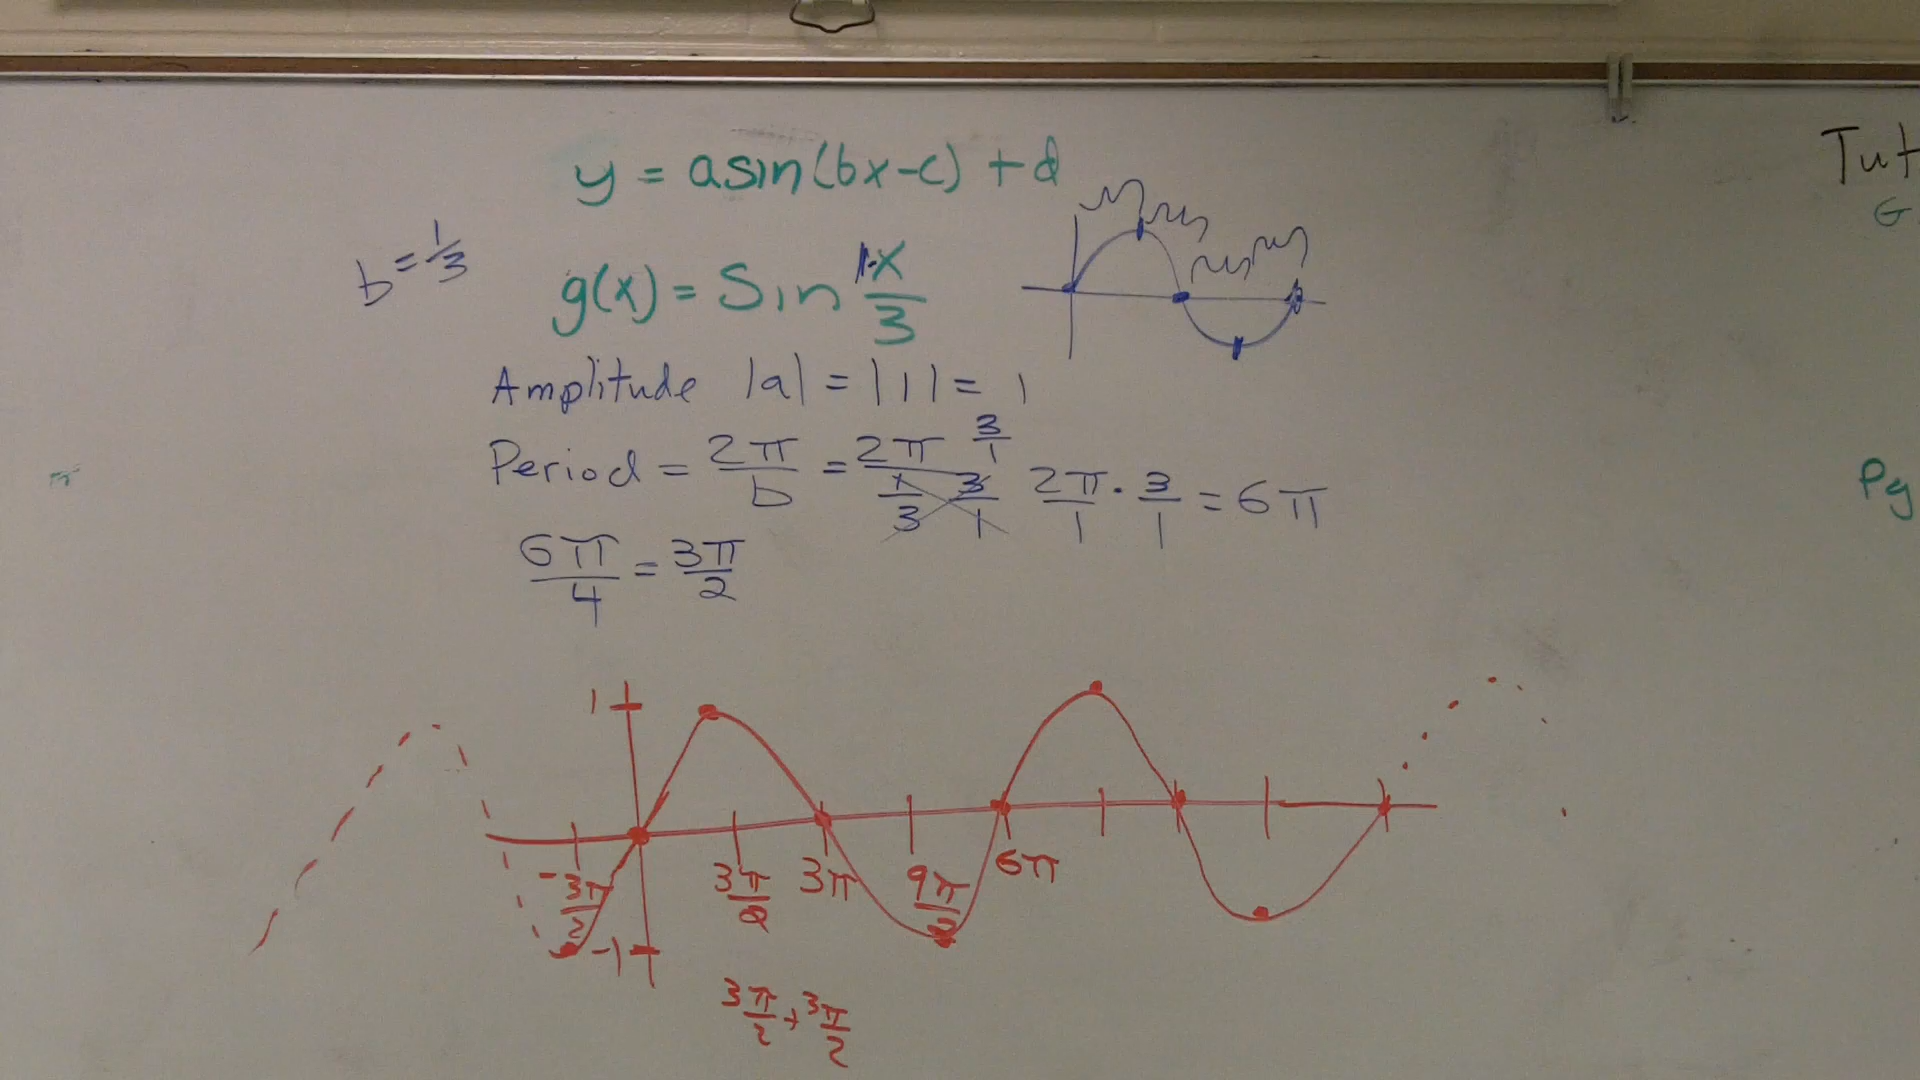 y = asin(bx-c) + d
Tut
G
b = 1/3
g(x) = Sin 1·x/3
Amplitude |a| = |1| = 1
Period = 2π/b = 2π/(1/3) 3/1 3/1 2π/1 · 3/1 = 6π
Pg
6π/4 = 3π/2
1
-3π/2 3π/2 3π 9π/2 6π
-1
3π/2 + 3π/2